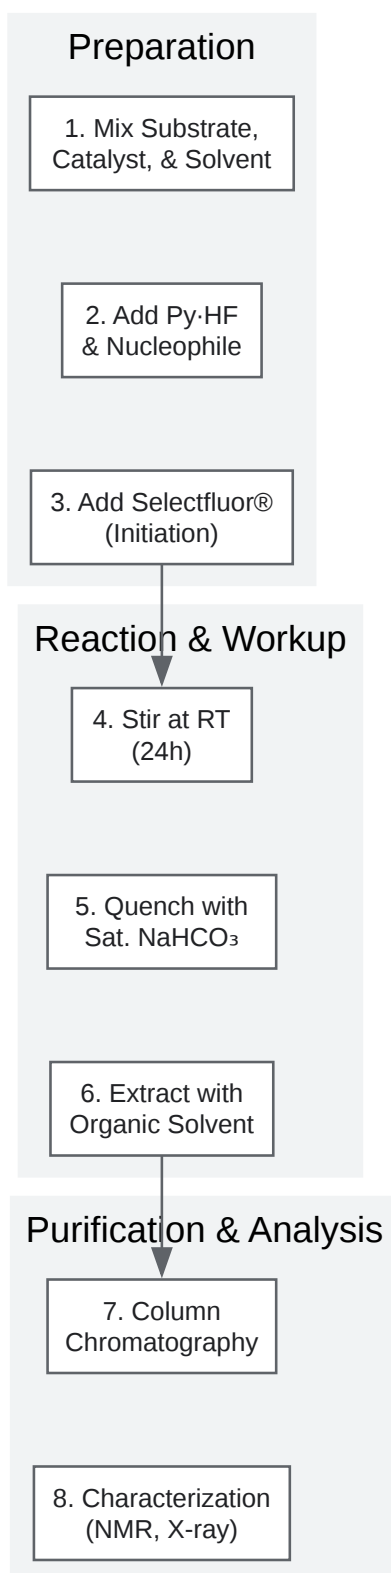 Preparation
1. Mix Substrate,
Catalyst, & Solvent
2. Add Py·HF
& Nucleophile
3. Add Selectfluor®
(Initiation)
Reaction & Workup
4. Stir at RT
(24h)
5. Quench with
Sat. NaHCO₃
6. Extract with
Organic Solvent
Purification & Analysis
7. Column
Chromatography
8. Characterization
(NMR, X-ray)